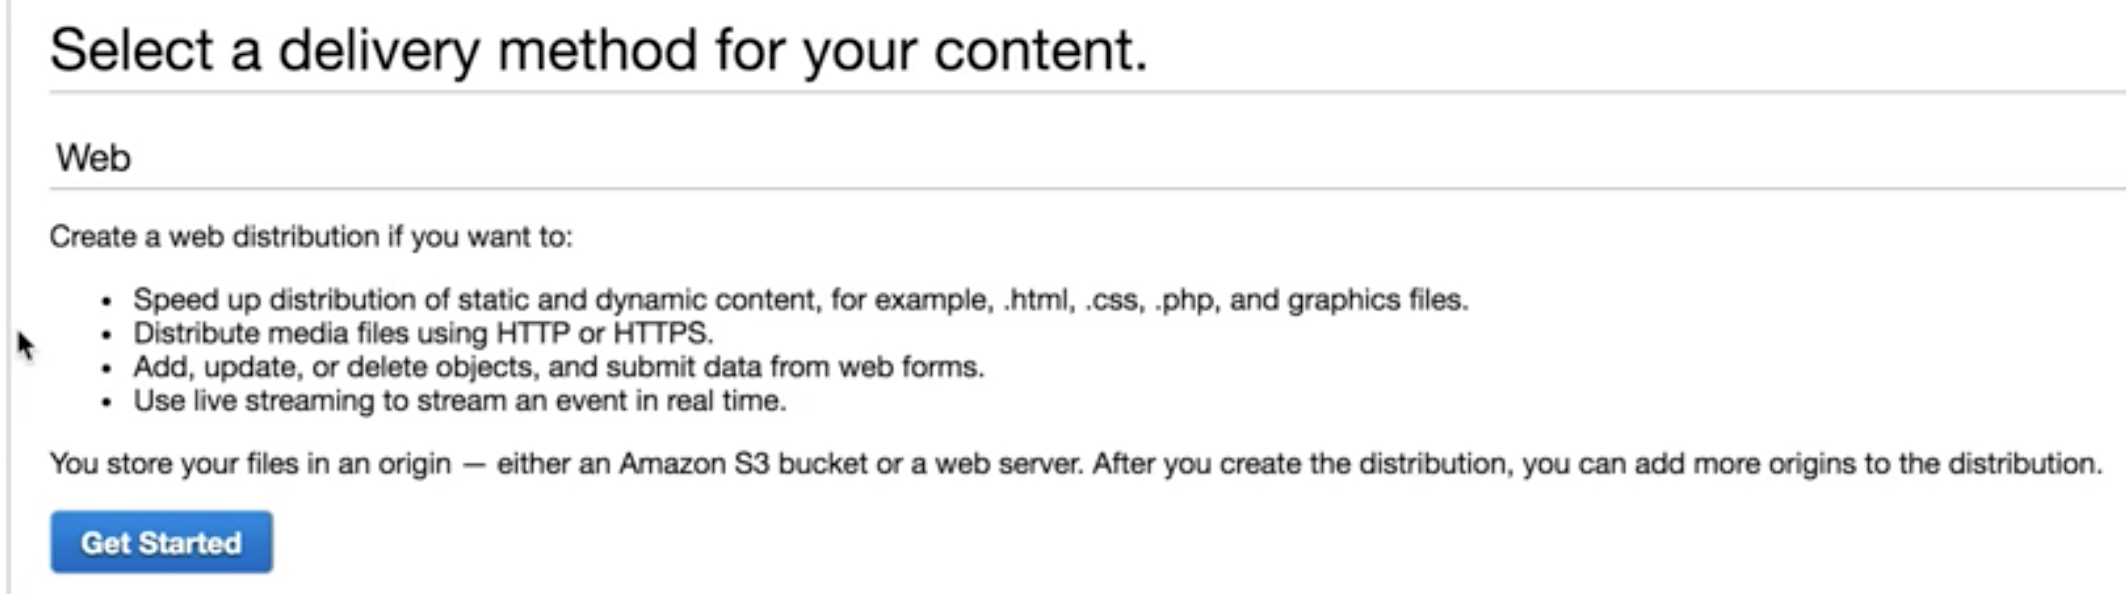 Select a delivery method for your content.
Web
Create a web distribution if you want to:
• Speed up distribution of static and dynamic content, for example, .html, .css, .php, and graphics files.
• Distribute media files using HTTP or HTTPS.
• Add, update, or delete objects, and submit data from web forms.
• Use live streaming to stream an event in real time.
You store your files in an origin — either an Amazon S3 bucket or a web server. After you create the distribution, you can add more origins to the distribution.
Get Started